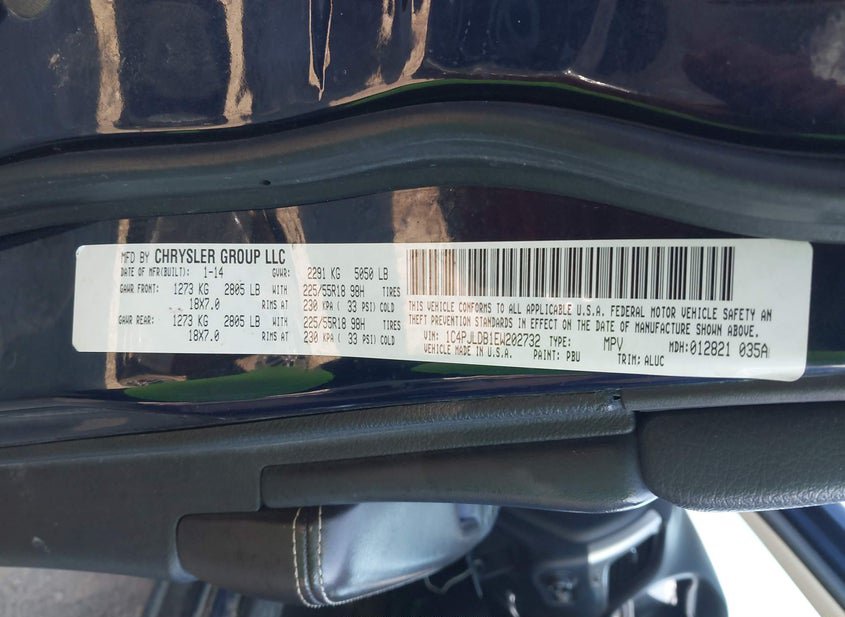 MFD BY CHRYSLER GROUP LLC
DATE OF MFR(BUILT): 1-14 GVWR: 2291 KG 5050 LB
GAWR FRONT: 1273 KG 2805 LB WITH 225/55R18 98H TIRES
18X7.0 RIMS AT 230 KPA ( 33 PSI) COLD
GAWR REAR: 1273 KG 2805 LB WITH 225/55R18 98H TIRES
18X7.0 RIMS AT 230 KPA ( 33 PSI) COLD
THIS VEHICLE CONFORMS TO ALL APPLICABLE U.S.A. FEDERAL MOTOR VEHICLE SAFETY AN
THEFT PREVENTION STANDARDS IN EFFECT ON THE DATE OF MANUFACTURE SHOWN ABOVE.
VIN: 1C4PJLDB1EW202732 TYPE: MPV MDH: 012821 035A
VEHICLE MADE IN U.S.A. PAINT: PBU TRIM: ALUC